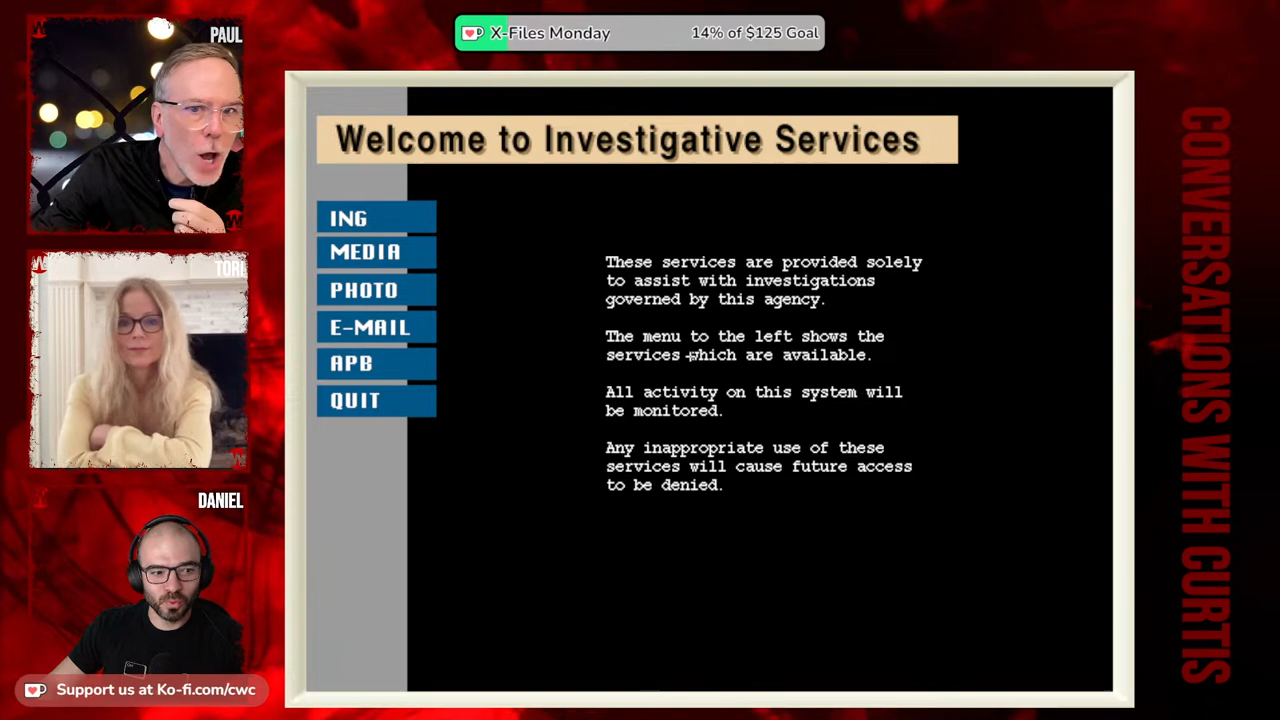 PAUL
X-Files Monday 14% of $125 Goal
Welcome to Investigative Services
ING
MEDIA
PHOTO
E-MAIL
APB
QUIT
These services are provided solely
to assist with investigations
governed by this agency.
The menu to the left shows the
services which are available.
All activity on this system will
be monitored.
Any inappropriate use of these
services will cause future access
to be denied.
TORI
DANIEL
Support us at Ko-fi.com/cwc
CONVERSATIONS WITH CURTIS